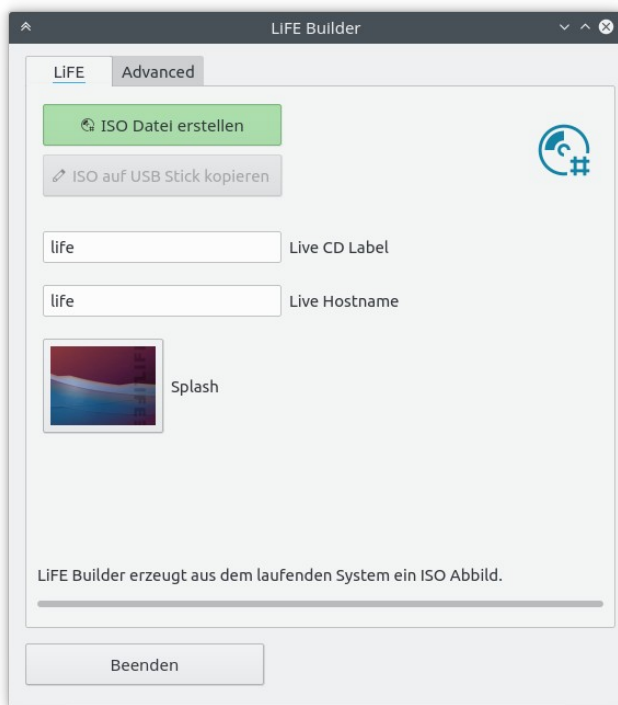 LiFE Builder
LiFE
Advanced
ISO Datei erstellen
ISO auf USB Stick kopieren
life
Live CD Label
life
Live Hostname
LIFE
Splash
LiFE Builder erzeugt aus dem laufenden System ein ISO Abbild.
Beenden